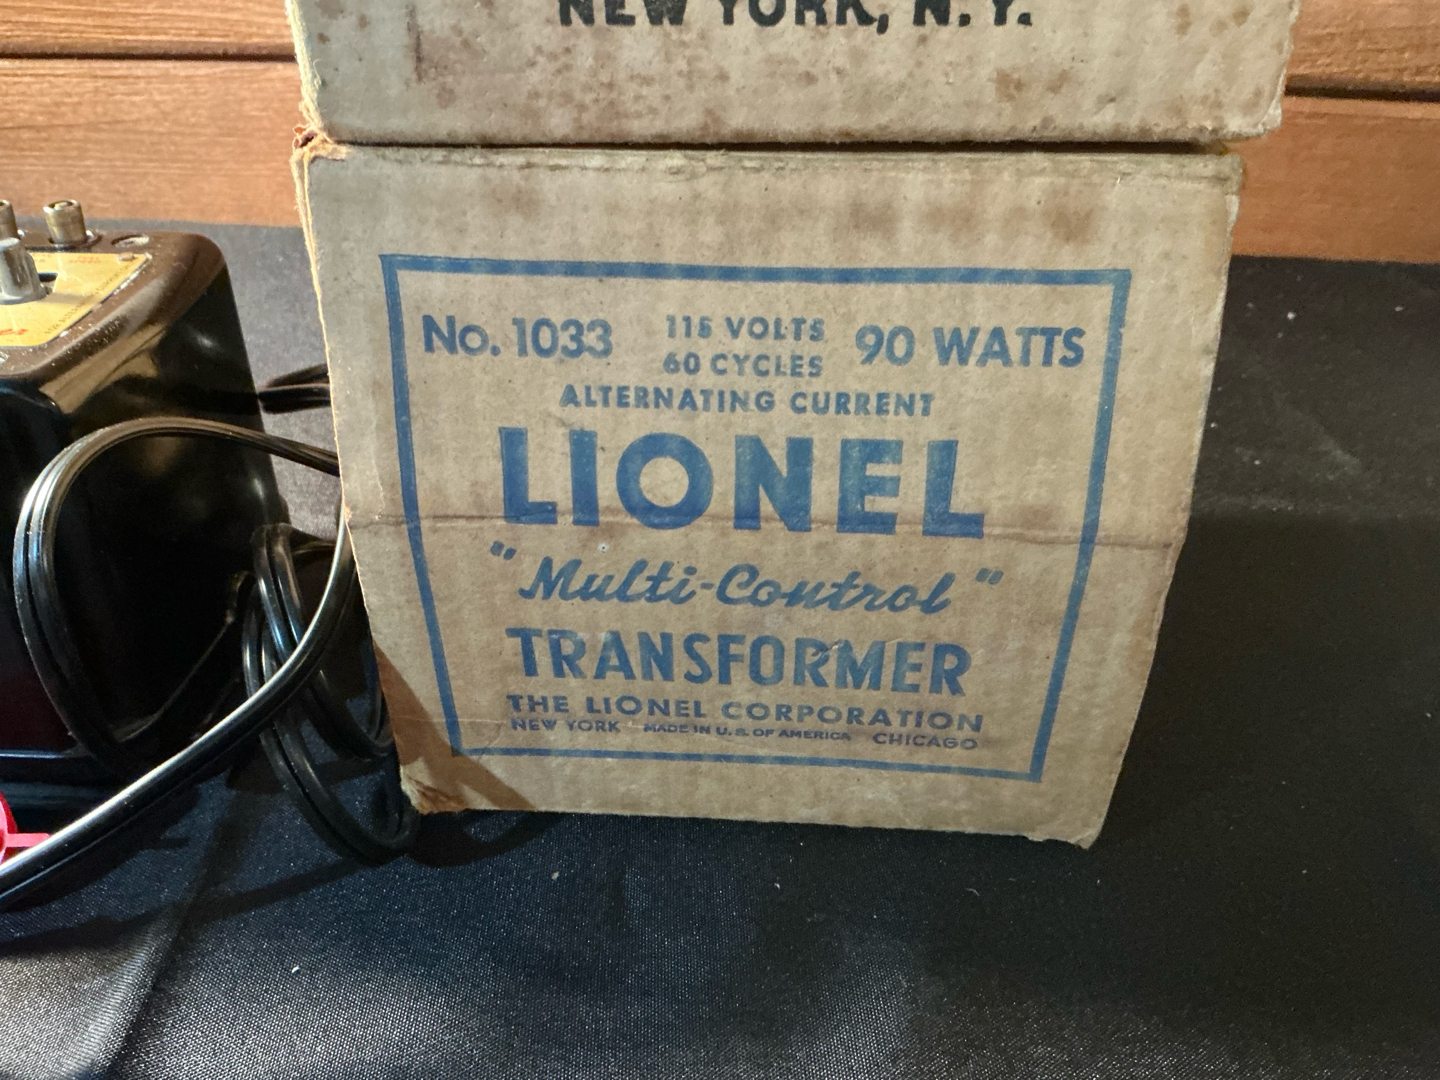 NEW YORK, N.Y.
No. 1033 115 VOLTS 60 CYCLES 90 WATTS
ALTERNATING CURRENT
LIONEL
"Multi-Control"
TRANSFORMER
THE LIONEL CORPORATION
NEW YORK MADE IN U.S. OF AMERICA CHICAGO